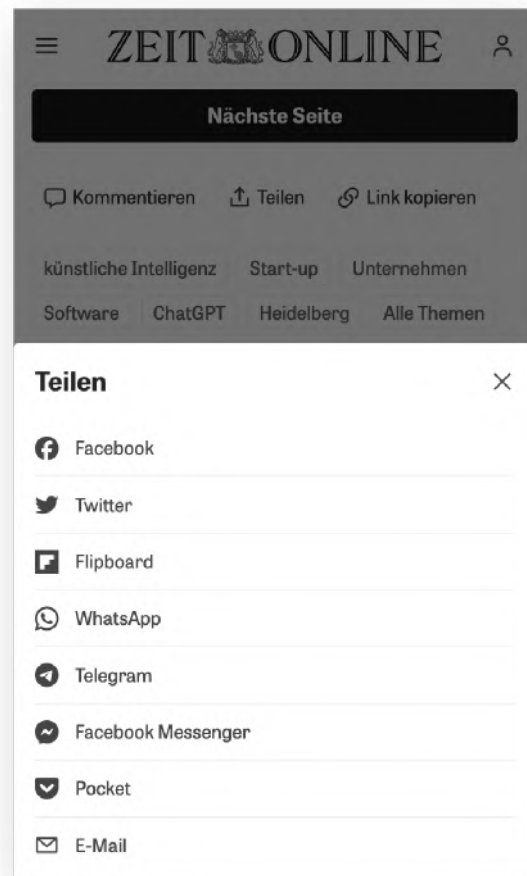 ZEIT ONLINE
Nächste Seite
Kommentieren Teilen Link kopieren
künstliche Intelligenz Start-up Unternehmen
Software ChatGPT Heidelberg Alle Themen
Teilen
Facebook
Twitter
Flipboard
WhatsApp
Telegram
Facebook Messenger
Pocket
E-Mail